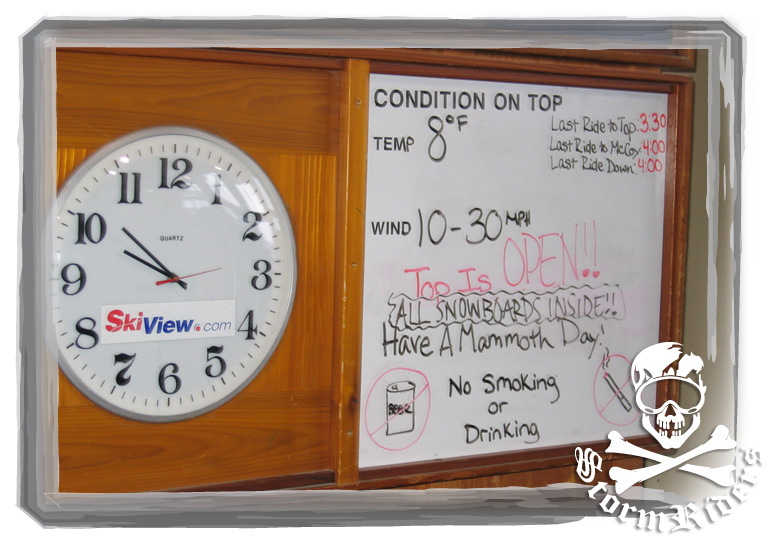 12
11
1
10
2
9
3
8
4
7
5
6
QUARTZ
SkiView.com
CONDITION ON TOP
TEMP 8°F
Last Ride to Top: 3:30
Last Ride to McCoy: 4:00
Last Ride Down: 4:00
WIND 10-30 MPH
Top Is OPEN!!
ALL SNOWBOARDS INSIDE!!
Have A Mammoth Day!
BEER
No Smoking
or
Drinking
StormRiders